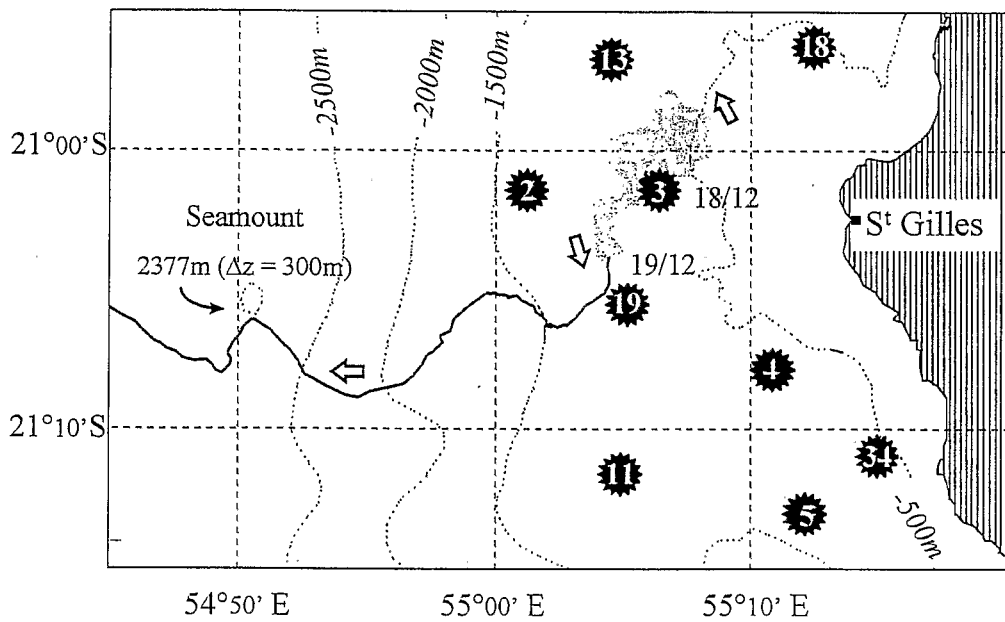 -2500m
-2000m
-1500m
13
18
21°00'S
2
3
18/12
Seamount
Sᵗ Gilles
2377m (Δz = 300m)
19/12
19
4
21°10'S
34
11
5
-500m
54°50' E
55°00' E
55°10' E